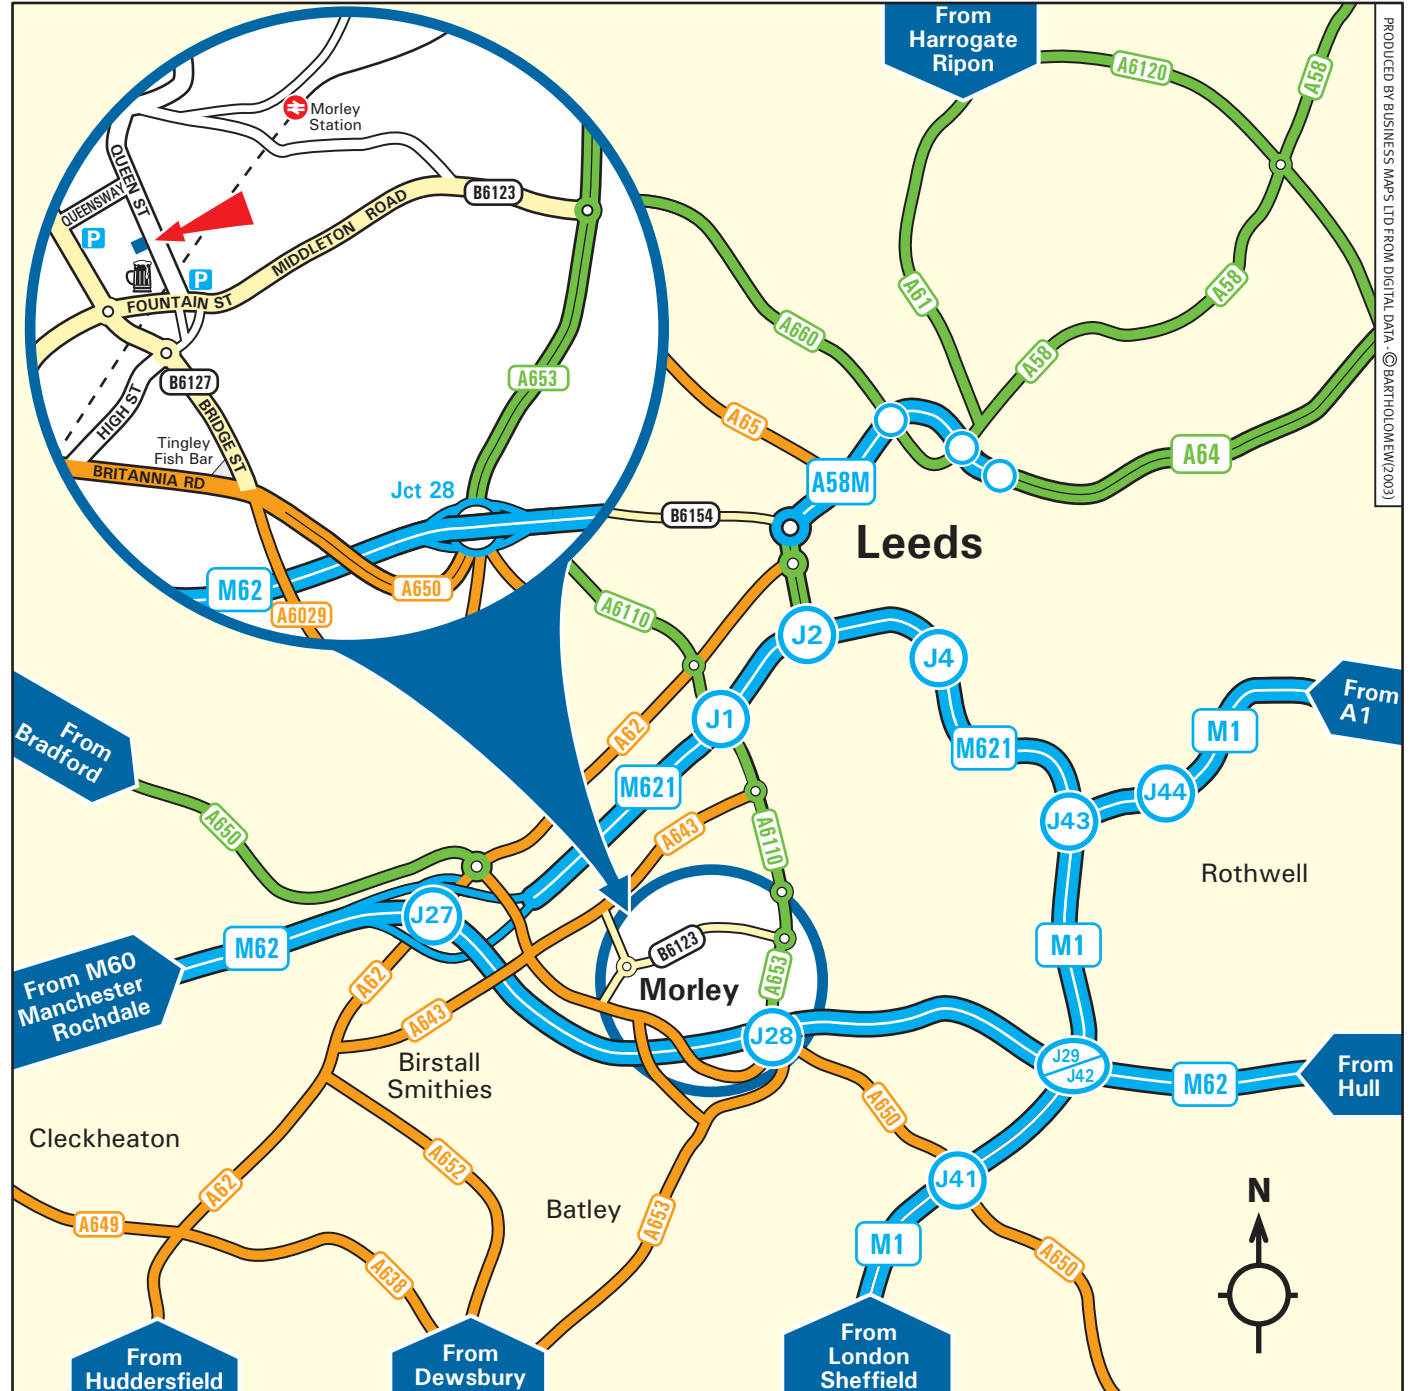 From
Harrogate
Ripon
A6120
A58
PRODUCED BY BUSINESS MAPS LTD FROM DIGITAL DATA - © BARTHOLOMEW(2003)
Morley
Station
QUEEN ST
QUEENSWAY
P
P
B6123
MIDDLETON ROAD
FOUNTAIN ST
B6127
HIGH ST
BRIDGE ST
Tingley
Fish Bar
BRITANNIA RD
A653
Jct 28
M62
A650
A6029
A61
A58
A660
A58
A65
A58M
A64
B6154
Leeds
A6110
J2
J4
J1
A62
M621
M621
M1
From
A1
J44
J43
From
Bradford
A650
A643
A6110
Rothwell
J27
M62
M1
From M60
Manchester
Rochdale
B6123
A653
Morley
A62
A643
J28
J29
J42
M62
From
Hull
Birstall
Smithies
A650
Cleckheaton
A652
A62
J41
Batley
A653
N
A649
M1
A650
A638
From
Huddersfield
From
Dewsbury
From
London
Sheffield